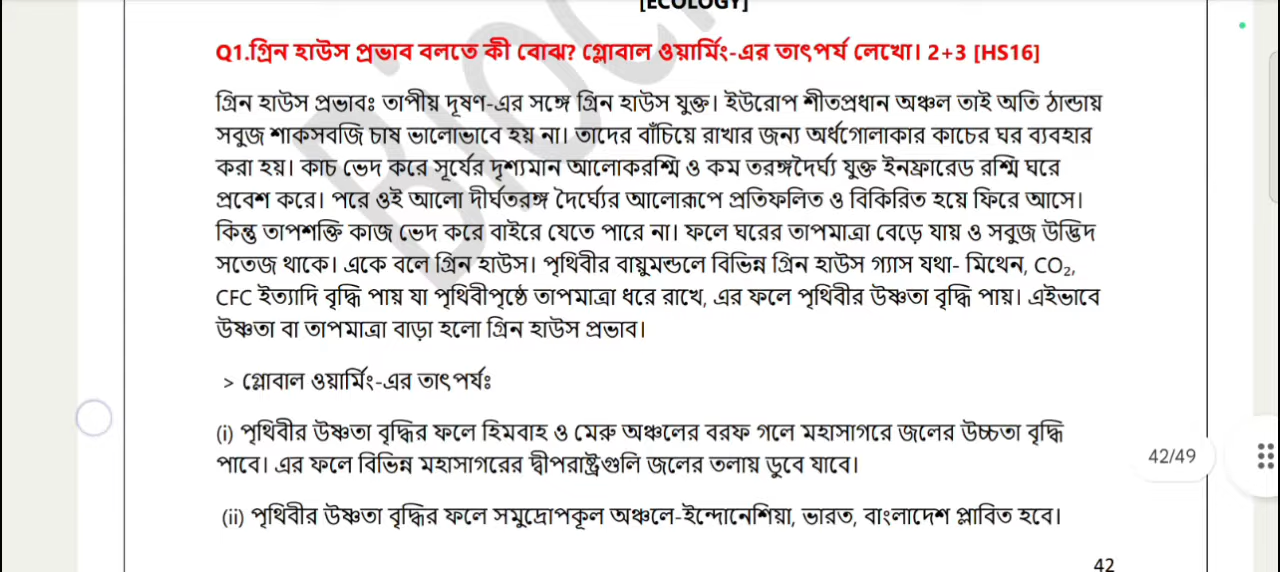 [ECOLOGY]
Q1.গ্রিন হাউস প্রভাব বলতে কী বোঝ? গ্লোবাল ওয়ার্মিং-এর তাৎপর্য লেখো। 2+3 [HS16]
গ্রিন হাউস প্রভাবঃ তাপীয় দূষণ-এর সঙ্গে গ্রিন হাউস যুক্ত। ইউরোপ শীতপ্রধান অঞ্চল তাই অতি ঠান্ডায়
সবুজ শাকসবজি চাষ ভালোভাবে হয় না। তাদের বাঁচিয়ে রাখার জন্য অর্ধগোলাকার কাচের ঘর ব্যবহার
করা হয়। কাচ ভেদ করে সূর্যের দৃশ্যমান আলোকরশ্মি ও কম তরঙ্গদৈর্ঘ্য যুক্ত ইনফ্রারেড রশ্মি ঘরে
প্রবেশ করে। পরে ওই আলো দীর্ঘতরঙ্গ দৈর্ঘ্যের আলোরূপে প্রতিফলিত ও বিকিরিত হয়ে ফিরে আসে।
কিন্তু তাপশক্তি কাজ ভেদ করে বাইরে যেতে পারে না। ফলে ঘরের তাপমাত্রা বেড়ে যায় ও সবুজ উদ্ভিদ
সতেজ থাকে। একে বলে গ্রিন হাউস। পৃথিবীর বায়ুমন্ডলে বিভিন্ন গ্রিন হাউস গ্যাস যথা- মিথেন, CO₂,
CFC ইত্যাদি বৃদ্ধি পায় যা পৃথিবীপৃষ্ঠে তাপমাত্রা ধরে রাখে, এর ফলে পৃথিবীর উষ্ণতা বৃদ্ধি পায়। এইভাবে
উষ্ণতা বা তাপমাত্রা বাড়া হলো গ্রিন হাউস প্রভাব।
> গ্লোবাল ওয়ার্মিং-এর তাৎপর্যঃ
(i) পৃথিবীর উষ্ণতা বৃদ্ধির ফলে হিমবাহ ও মেরু অঞ্চলের বরফ গলে মহাসাগরে জলের উচ্চতা বৃদ্ধি
পাবে। এর ফলে বিভিন্ন মহাসাগরের দ্বীপরাষ্ট্রগুলি জলের তলায় ডুবে যাবে।
42/49
(ii) পৃথিবীর উষ্ণতা বৃদ্ধির ফলে সমুদ্রোপকূল অঞ্চলে-ইন্দোনেশিয়া, ভারত, বাংলাদেশ প্লাবিত হবে।
42